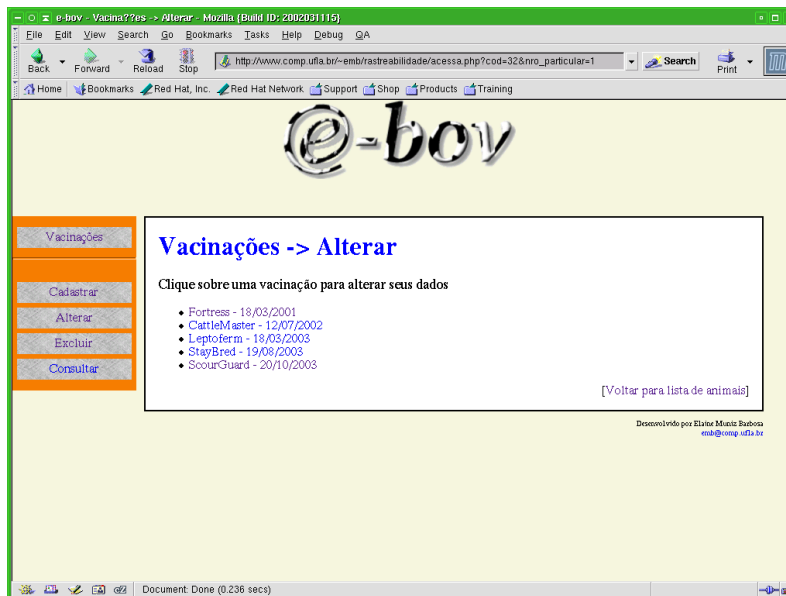 e-bov - Vacina??es -> Alterar - Mozilla {Build ID: 2002031115}
File Edit View Search Go Bookmarks Tasks Help Debug QA
Back Forward Reload Stop http://www.comp.ufla.br/~emb/rastreabilidade/acessa.php?cod=32&nro_particular=1 Search Print
Home Bookmarks Red Hat, Inc. Red Hat Network Support Shop Products Training
e-bov
Vacinações
Cadastrar
Alterar
Excluir
Consultar
Vacinações -> Alterar
Clique sobre uma vacinação para alterar seus dados
Fortress - 18/03/2001
CattleMaster - 12/07/2002
Leptoferm - 18/03/2003
StayBred - 19/08/2003
ScourGuard - 20/10/2003
[Voltar para lista de animais]
Desenvolvido por Elaine Muniz Barbosa
emb@comp.ufla.br
Document: Done (0.236 secs)